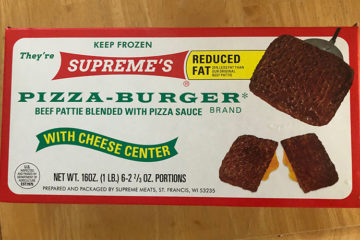 KEEP FROZEN
They're
SUPREME'S
®
REDUCED
FAT
PIZZA-BURGER*
BEEF PATTIE BLENDED WITH PIZZA SAUCE BRAND
WITH CHEESE CENTER
NET WT. 16OZ. (1 LB.) 6-2 2/3 OZ. PORTIONS
PREPARED AND PACKAGED BY SUPREME MEATS, ST. FRANCIS, WI 53235